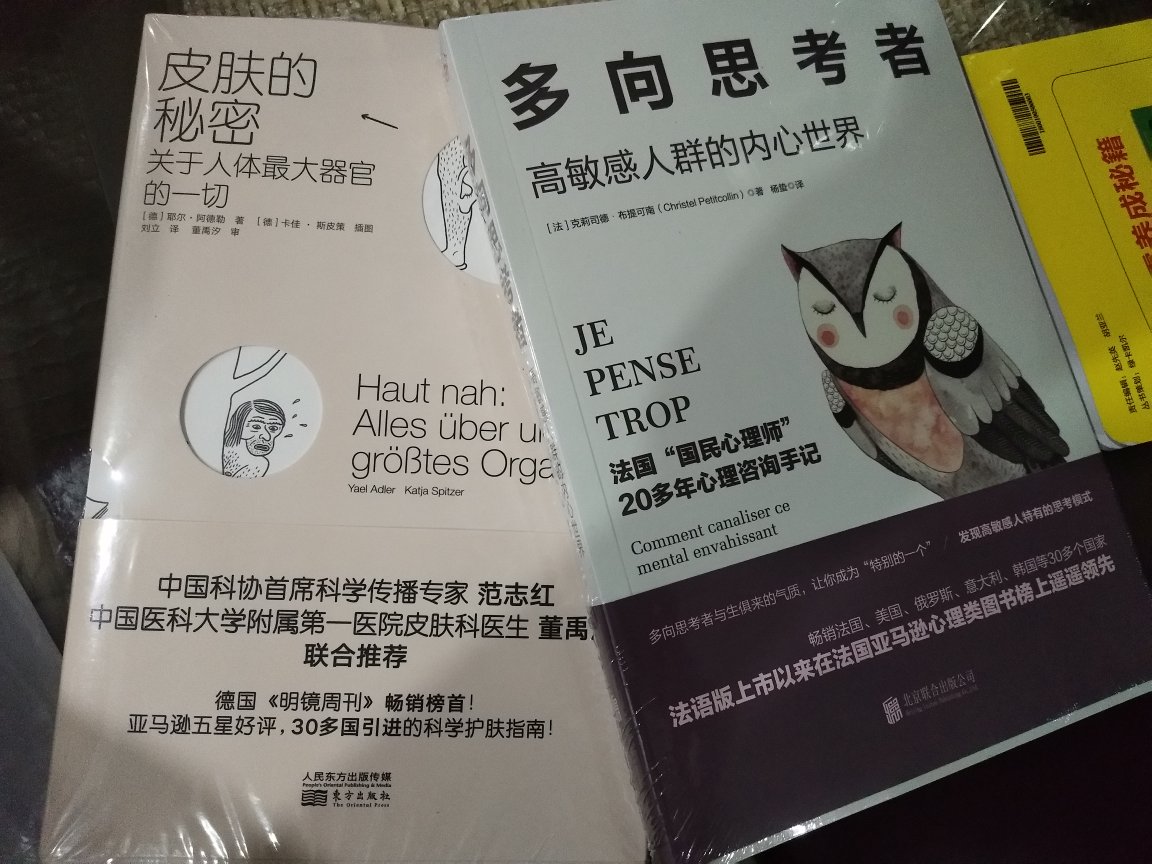 皮肤的
秘密
关于人体最大器官
的一切
[德]耶尔·阿德勒 著 [德]卡佳·斯皮策 插图
刘立 译 董禹汐 审
Haut nah:
Alles über u
größtes Orga
Yael Adler Katja Spitzer
中国科协首席科学传播专家 范志红
中国医科大学附属第一医院皮肤科医生 董禹
联合推荐
德国《明镜周刊》畅销榜首!
亚马逊五星好评,30多国引进的科学护肤指南!
人民东方出版传媒
People's Oriental Publishing & Media
东方出版社
The Oriental Press
多向思考者
高敏感人群的内心世界
[法]克莉司德·布提可南(Christel Petitcollin)◎著 杨蛰◎译
JE
PENSE
TROP
法国“国民心理师”
20多年心理咨询手记
Comment canaliser ce
mental envahissant
多向思考者与生俱来的气质,让你成为“特别的一个” / 发现高敏感人特有的思考模式
畅销法国、美国、俄罗斯、意大利、韩国等30多个国家
法语版上市以来在法国亚马逊心理类图书榜上遥遥领先
北京联合出版公司
养成秘籍
责任编辑:
丛书策划: